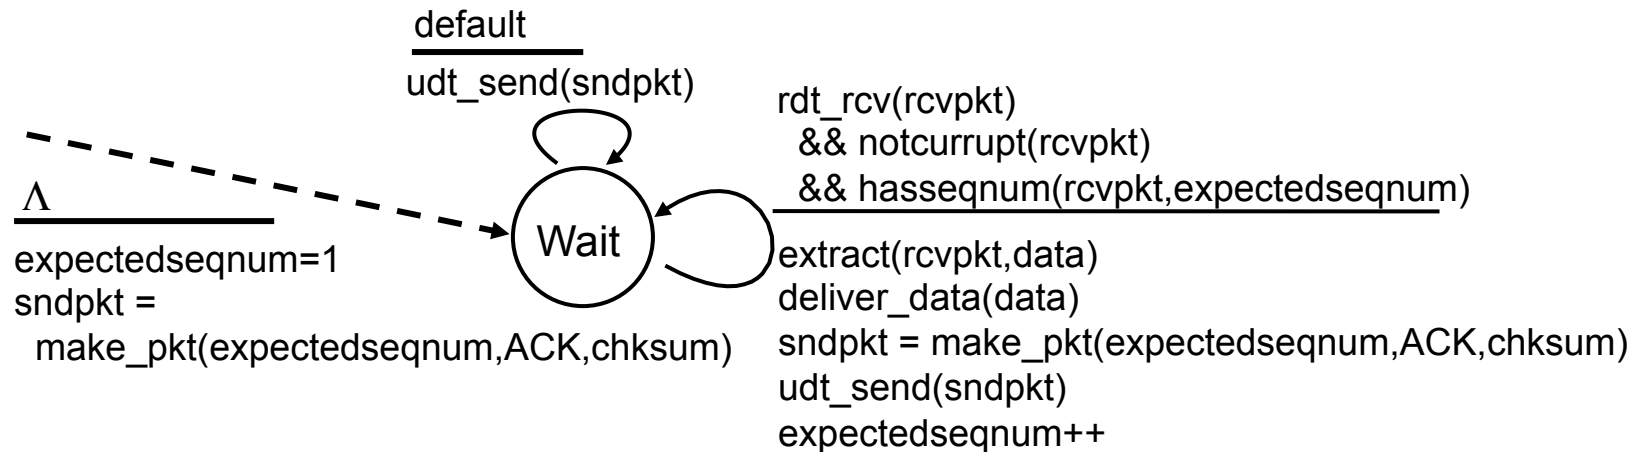 default
udt_send(sndpkt)
rdt_rcv(rcvpkt)
&& notcurrupt(rcvpkt)
&& hasseqnum(rcvpkt,expectedseqnum)
Λ
expectedseqnum=1
sndpkt =
make_pkt(expectedseqnum,ACK,chksum)
Wait
extract(rcvpkt,data)
deliver_data(data)
sndpkt = make_pkt(expectedseqnum,ACK,chksum)
udt_send(sndpkt)
expectedseqnum++